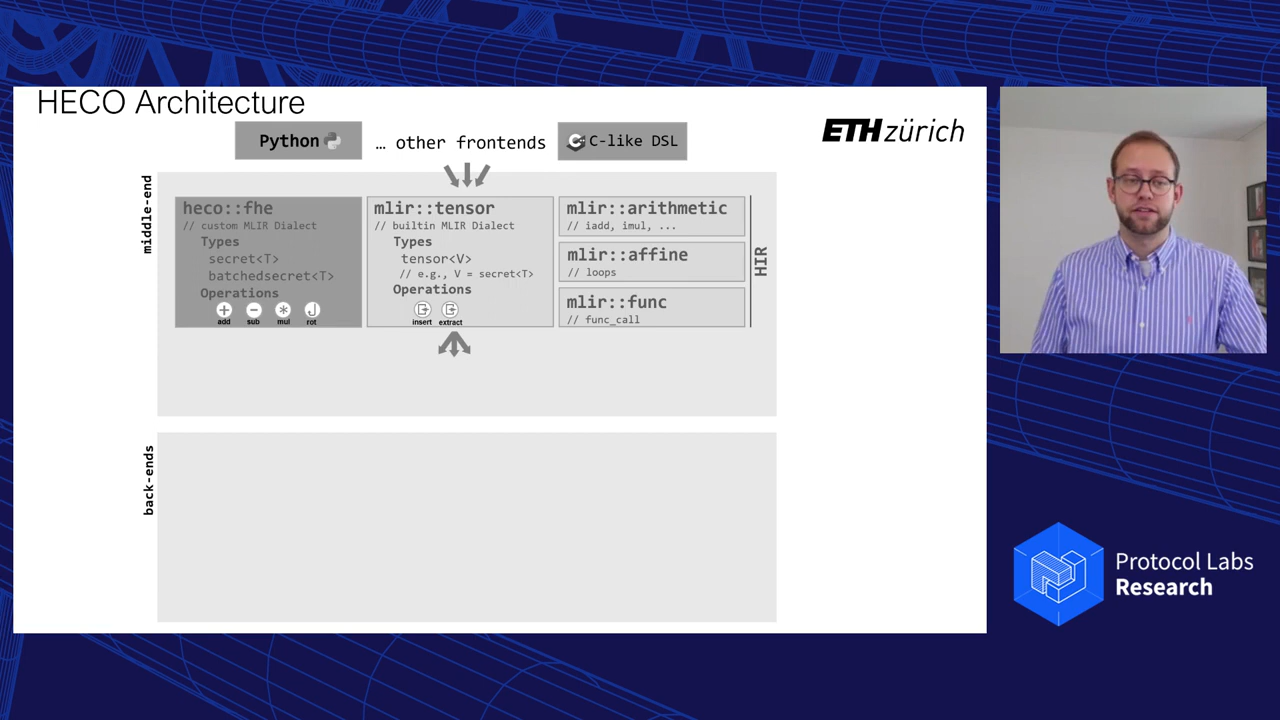 HECO Architecture
ETH zürich
Python
… other frontends
C-like DSL
middle-end
heco::fhe
// custom MLIR Dialect
Types
secret<T>
batchedsecret<T>
Operations
add sub mul rot
mlir::tensor
// builtin MLIR Dialect
Types
tensor<V>
// e.g., V = secret<T>
Operations
insert extract
mlir::arithmetic
// iadd, imul, ...
mlir::affine
// loops
mlir::func
// func_call
HIR
back-ends
Protocol Labs
Research